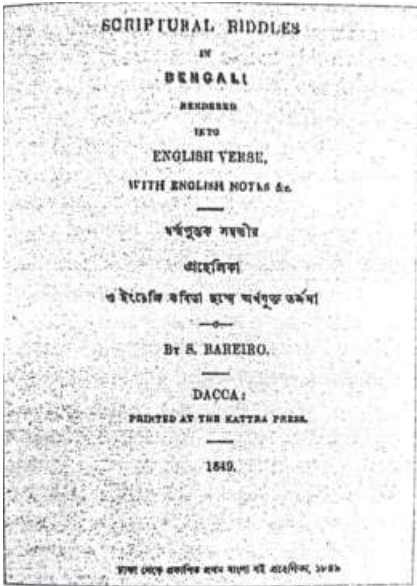 SCRIPTURAL RIDDLES
IN
BENGALI
RENDERED
INTO
ENGLISH VERSE,
WITH ENGLISH NOTES &c.
ধর্ম্মপুস্তক সম্বন্ধীয়
প্রহেলিকা
ও ইংরেজি কবিতা ছন্দে অর্থযুক্ত তর্জমা
BY S. BAREIRO.
DACCA:
PRINTED AT THE KATTRA PRESS.
1849.
ঢাকা থেকে প্রকাশিত প্রথম বাংলা বই প্রহেলিকা, ১৮৪৯